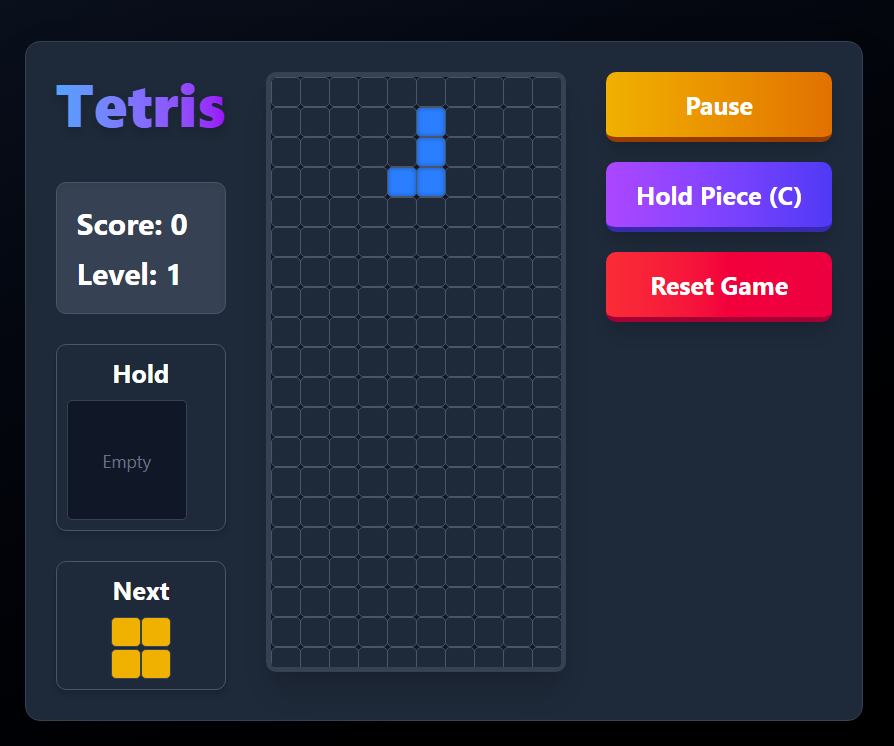 Tetris
Score: 0
Level: 1
Hold
Empty
Next
Pause
Hold Piece (C)
Reset Game